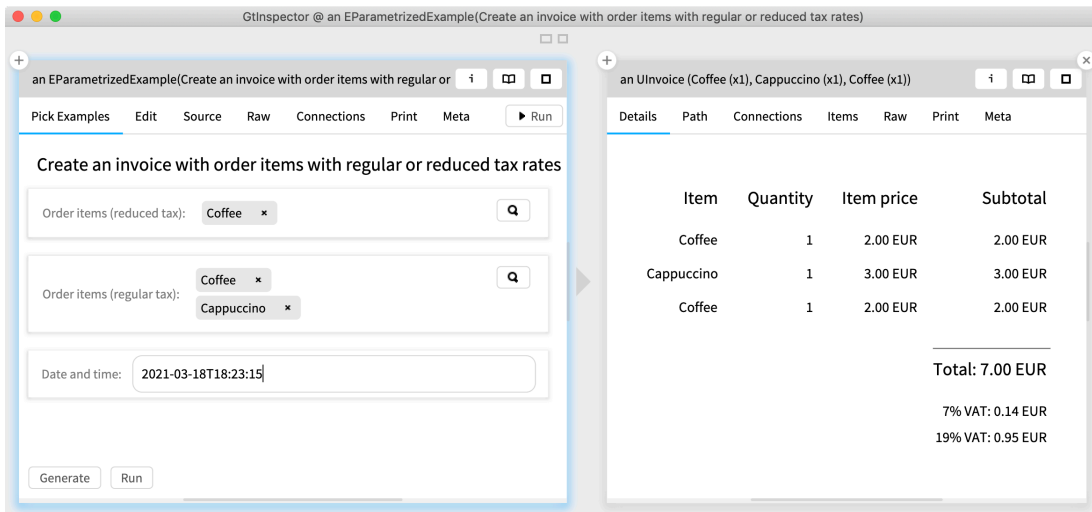 GtInspector @ an EParametrizedExample(Create an invoice with order items with regular or reduced tax rates)
an EParametrizedExample(Create an invoice with order items with regular or
i
Pick Examples Edit Source Raw Connections Print Meta Run
Create an invoice with order items with regular or reduced tax rates
Order items (reduced tax): Coffee ×
Order items (regular tax): Coffee ×
Cappuccino ×
Date and time: 2021-03-18T18:23:15
Generate Run
an UInvoice (Coffee (x1), Cappuccino (x1), Coffee (x1))
i
Details Path Connections Items Raw Print Meta
Item Quantity Item price Subtotal
Coffee 1 2.00 EUR 2.00 EUR
Cappuccino 1 3.00 EUR 3.00 EUR
Coffee 1 2.00 EUR 2.00 EUR
Total: 7.00 EUR
7% VAT: 0.14 EUR
19% VAT: 0.95 EUR